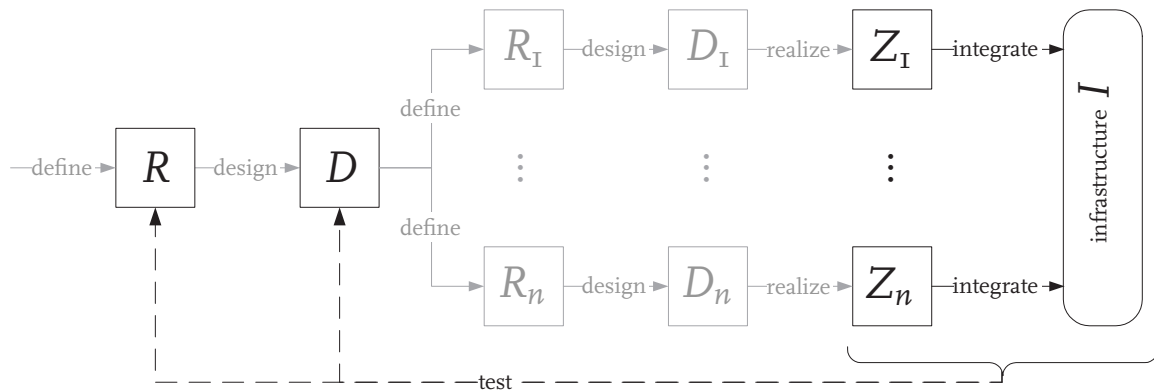 R₁ design D₁ realize Z₁ integrate
define
define R design D ⋮ ⋮ ⋮ infrastructure I
define
Rₙ design Dₙ realize Zₙ integrate
test